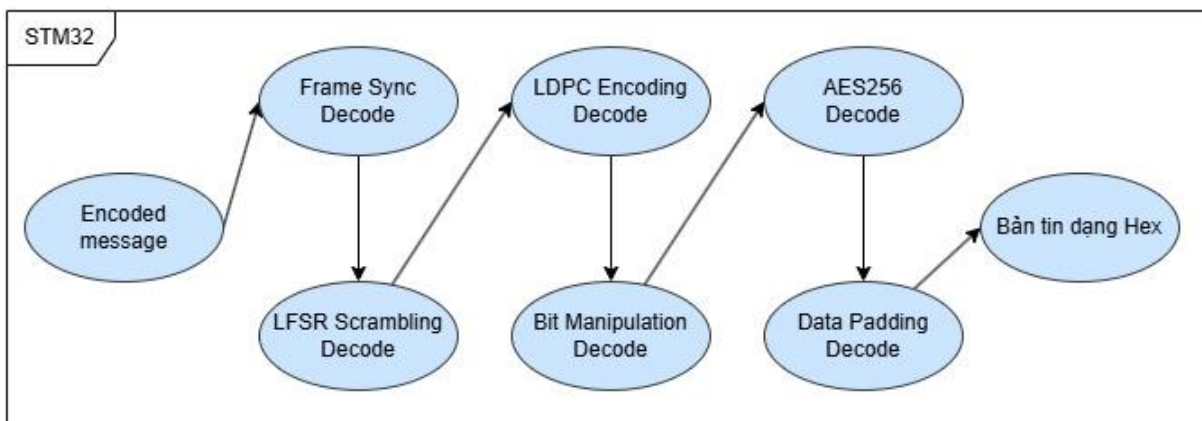 STM32
Encoded
message
Frame Sync
Decode
LFSR Scrambling
Decode
LDPC Encoding
Decode
Bit Manipulation
Decode
AES256
Decode
Data Padding
Decode
Bản tin dạng Hex